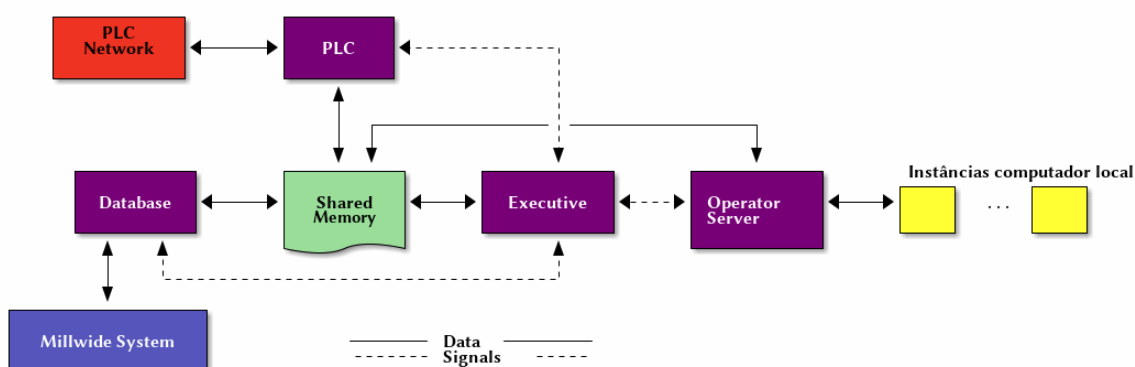 PLC
Network
PLC
Instâncias computador local
Database
Shared
Memory
Executive
Operator
Server
...
Millwide System
Data
Signals